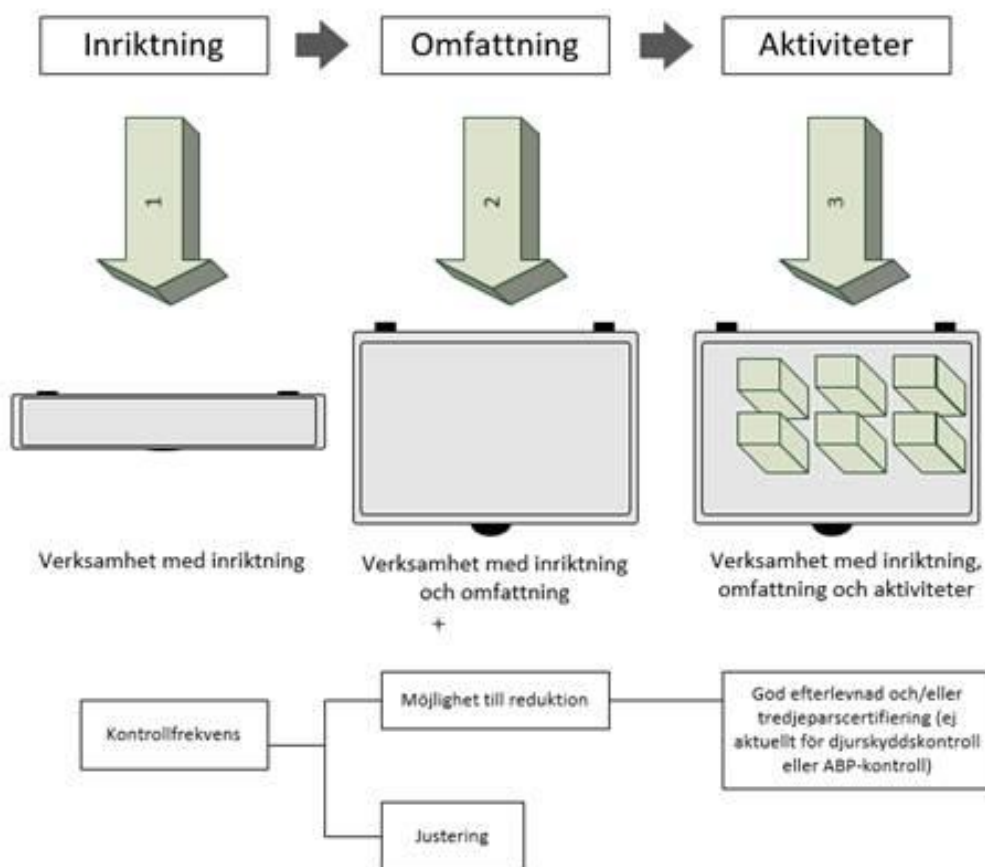 Inriktning
Omfattning
Aktiviteter
1
2
3
Verksamhet med inriktning
Verksamhet med inriktning
och omfattning
+
Verksamhet med inriktning,
omfattning och aktiviteter
Kontrollfrekvens
Möjlighet till reduktion
God efterlevnad och/eller
tredjeparscertifiering (ej
aktuellt för djurskyddskontroll
eller ABP-kontroll)
Justering